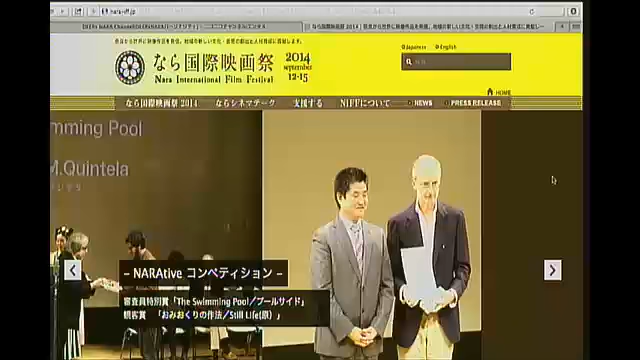 nara-iff.jp
なら国際映画祭
Nara International Film Festival
2014
september
12-15
Japanese
English
HOME
なら国際映画祭 2014
ならシネマテーク
支援する
NIFFについて
NEWS
PRESS RELEASE
mming Pool
M.Quintela
– NARAtive コンペティション –
審査員特別賞「The Swimming Pool／プールサイド」
観客賞 「おみおくりの作法／Still Life(原)」